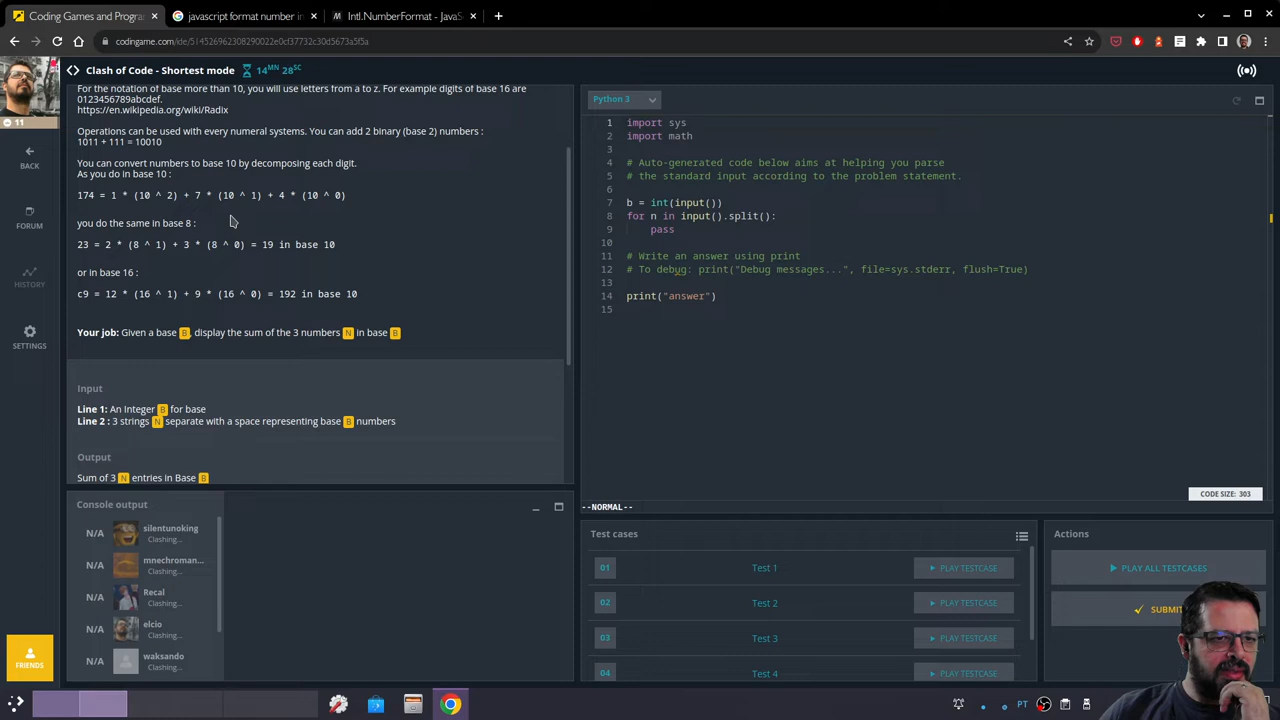 Coding Games and Progra
javascript format number in
Intl.NumberFormat - JavaS
codingame.com/ide/514526962308290022e0cf37732c30d5673a5f5a
Clash of Code - Shortest mode
14MN 28SC
11
BACK
FORUM
HISTORY
SETTINGS
FRIENDS
For the notation of base more than 10, you will use letters from a to z. For example digits of base 16 are
0123456789abcdef.
https://en.wikipedia.org/wiki/Radix
Operations can be used with every numeral systems. You can add 2 binary (base 2) numbers :
1011 + 111 = 10010
You can convert numbers to base 10 by decomposing each digit.
As you do in base 10 :
174 = 1 * (10 ^ 2) + 7 * (10 ^ 1) + 4 * (10 ^ 0)
you do the same in base 8 :
23 = 2 * (8 ^ 1) + 3 * (8 ^ 0) = 19 in base 10
or in base 16 :
c9 = 12 * (16 ^ 1) + 9 * (16 ^ 0) = 192 in base 10
Your job: Given a base B, display the sum of the 3 numbers N in base B
Input
Line 1: An Integer B for base
Line 2 : 3 strings N separate with a space representing base B numbers
Output
Sum of 3 N entries in Base B
Console output
N/A silentunoking
Clashing...
N/A mnechroman...
Clashing...
N/A Recal
Clashing...
N/A elcio
Clashing...
N/A waksando
Clashing...
Python 3
1 import sys
2 import math
3
4 # Auto-generated code below aims at helping you parse
5 # the standard input according to the problem statement.
6
7 b = int(input())
8 for n in input().split():
9 pass
10
11 # Write an answer using print
12 # To debug: print("Debug messages...", file=sys.stderr, flush=True)
13
14 print("answer")
15
CODE SIZE: 303
--NORMAL--
Test cases
01 Test 1 PLAY TESTCASE
02 Test 2 PLAY TESTCASE
03 Test 3 PLAY TESTCASE
04 Test 4 PLAY TESTCASE
Actions
PLAY ALL TESTCASES
SUBMIT
PT